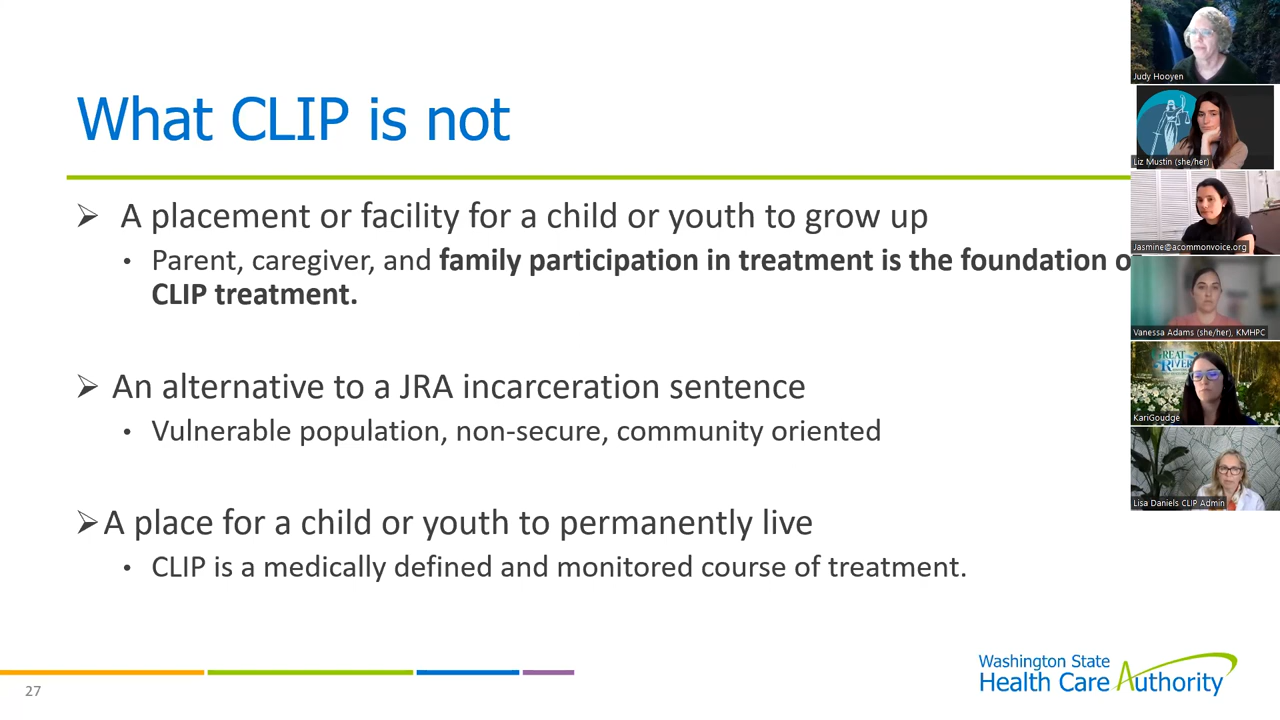 What CLIP is not
➢ A placement or facility for a child or youth to grow up
• Parent, caregiver, and family participation in treatment is the foundation of
CLIP treatment.
➢ An alternative to a JRA incarceration sentence
• Vulnerable population, non-secure, community oriented
➢ A place for a child or youth to permanently live
• CLIP is a medically defined and monitored course of treatment.
27
Washington State
Health Care Authority
Judy Hooyen
Liz Mustin (she/her)
Jasmine@acommonvoice.org
Vanessa Adams (she/her), KMHPC
GREAT
RIVER
KariGoudge
Lisa Daniels CLIP Admin